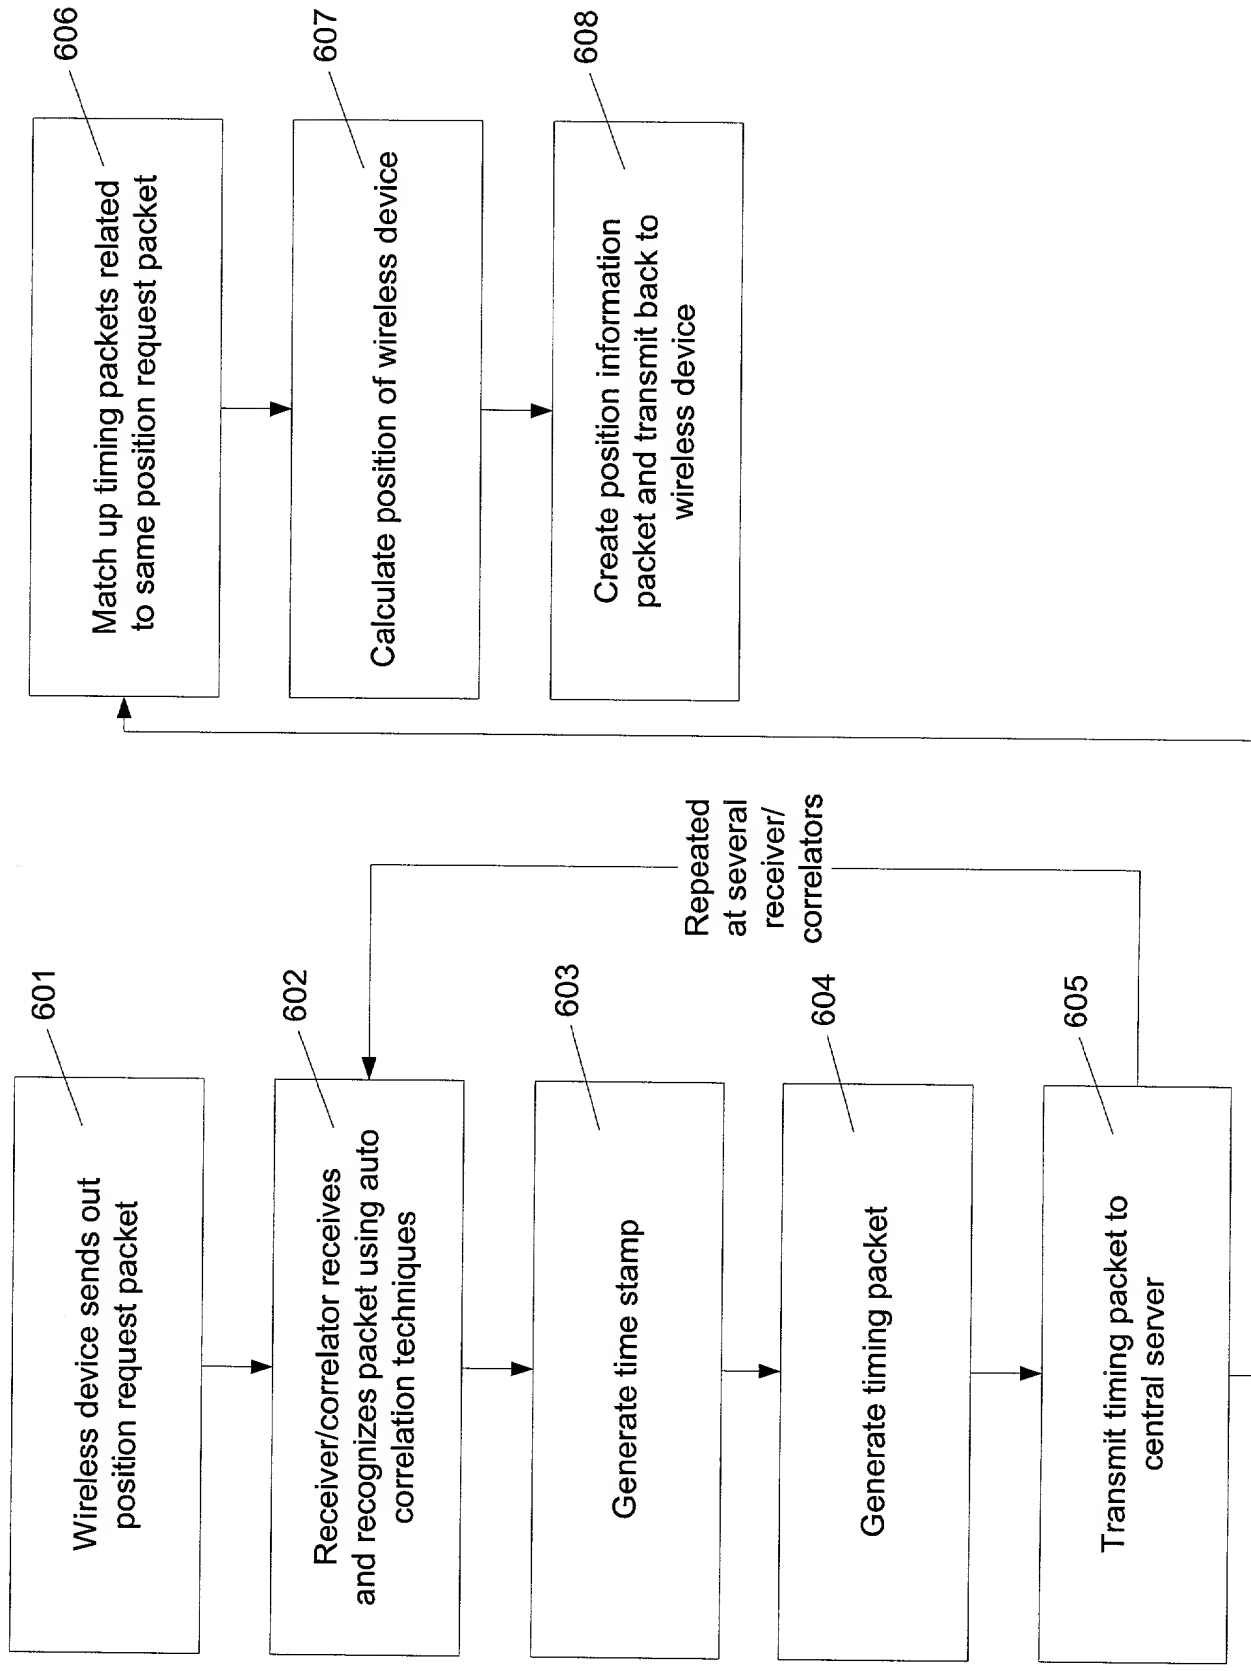 601
Wireless device sends out
position request packet
602
Receiver/correlator receives
and recognizes packet using auto
correlation techniques
603
Generate time stamp
604
Generate timing packet
605
Transmit timing packet to
central server
Repeated
at several
receiver/
correlators
606
Match up timing packets related
to same position request packet
607
Calculate position of wireless device
608
Create position information
packet and transmit back to
wireless device